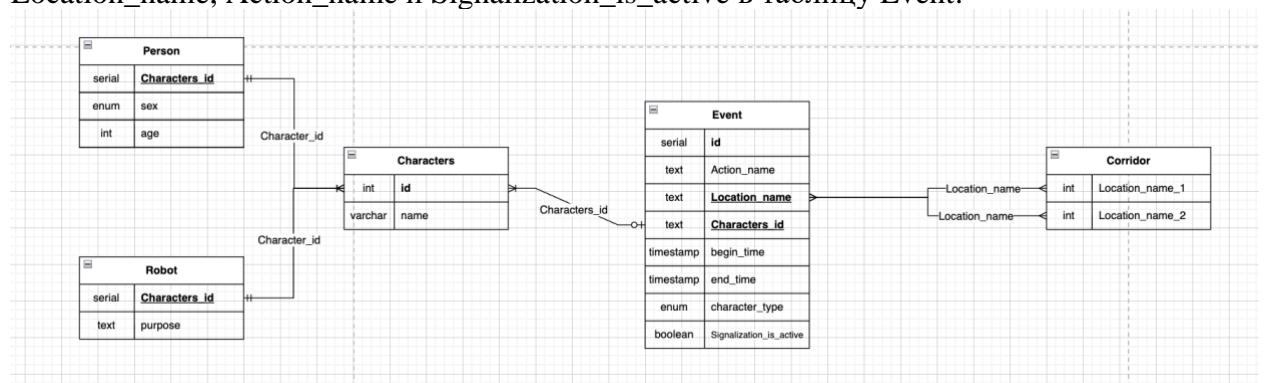 Location_name, Action_name и Signalization_is_active в таблицу Event.
Person
serial Characters_id
enum sex
int age
Character_id
Characters
int id
varchar name
Character_id
Robot
serial Characters_id
text purpose
Characters_id
Event
serial id
text Action_name
text Location_name
text Characters_id
timestamp begin_time
timestamp end_time
enum character_type
boolean Signalization_is_active
Location_name
Location_name
Corridor
int Location_name_1
int Location_name_2